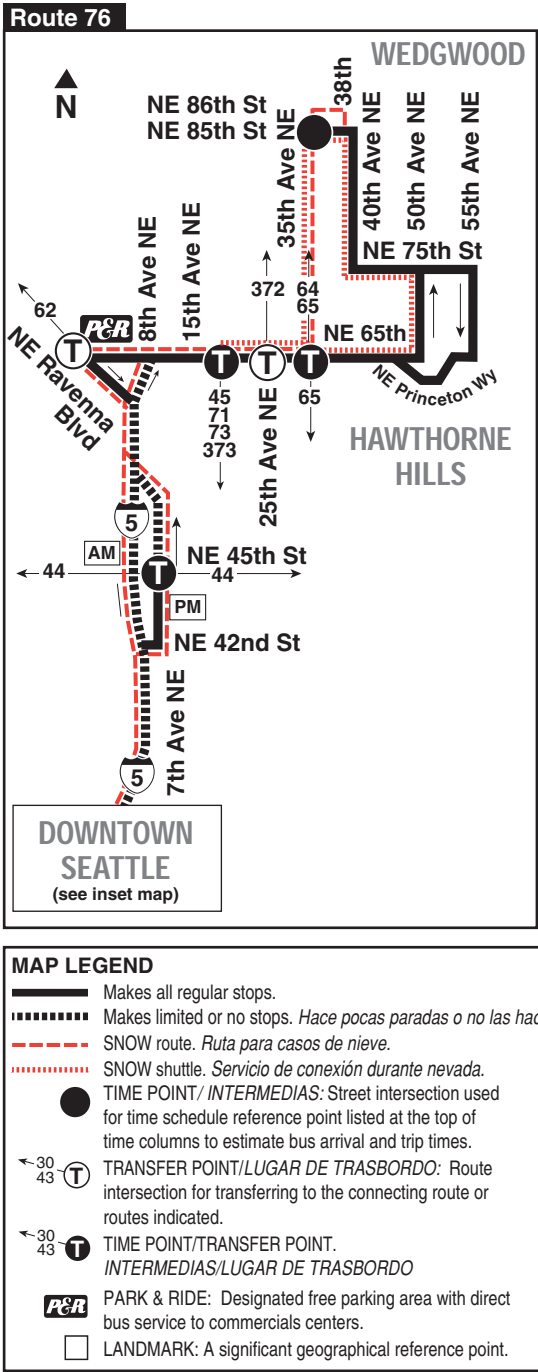 Route 76
WEDGWOOD
N
NE 86th St
NE 85th St
38th
35th Ave NE
40th Ave NE
50th Ave NE
55th Ave NE
8th Ave NE
15th Ave NE
NE 75th St
372
64
65
62
P&R
NE 65th
T
T
T
T
NE Ravenna
Blvd
45
71
73
373
25th Ave NE
65
NE Princeton Wy
HAWTHORNE
HILLS
5
AM
NE 45th St
44
T
44
PM
NE 42nd St
7th Ave NE
5
DOWNTOWN
SEATTLE
(see inset map)
MAP LEGEND
Makes all regular stops.
Makes limited or no stops. Hace pocas paradas o no las hac
SNOW route. Ruta para casos de nieve.
SNOW shuttle. Servicio de conexión durante nevada.
TIME POINT/ INTERMEDIAS: Street intersection used
for time schedule reference point listed at the top of
time columns to estimate bus arrival and trip times.
30
43 T
TRANSFER POINT/LUGAR DE TRASBORDO: Route
intersection for transferring to the connecting route or
routes indicated.
30
43 T
TIME POINT/TRANSFER POINT.
INTERMEDIAS/LUGAR DE TRASBORDO
P&R PARK & RIDE: Designated free parking area with direct
bus service to commercials centers.
LANDMARK: A significant geographical reference point.